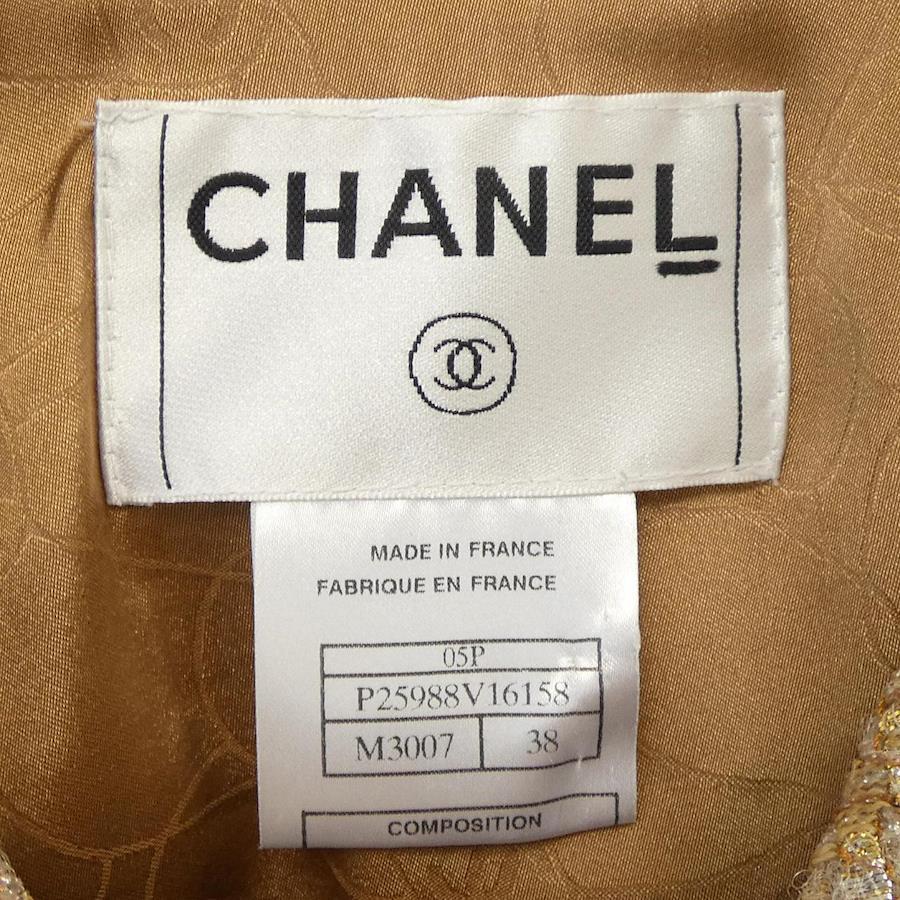 CHANEL
MADE IN FRANCE
FABRIQUE EN FRANCE
05P
P25988V16158
M3007 38
COMPOSITION